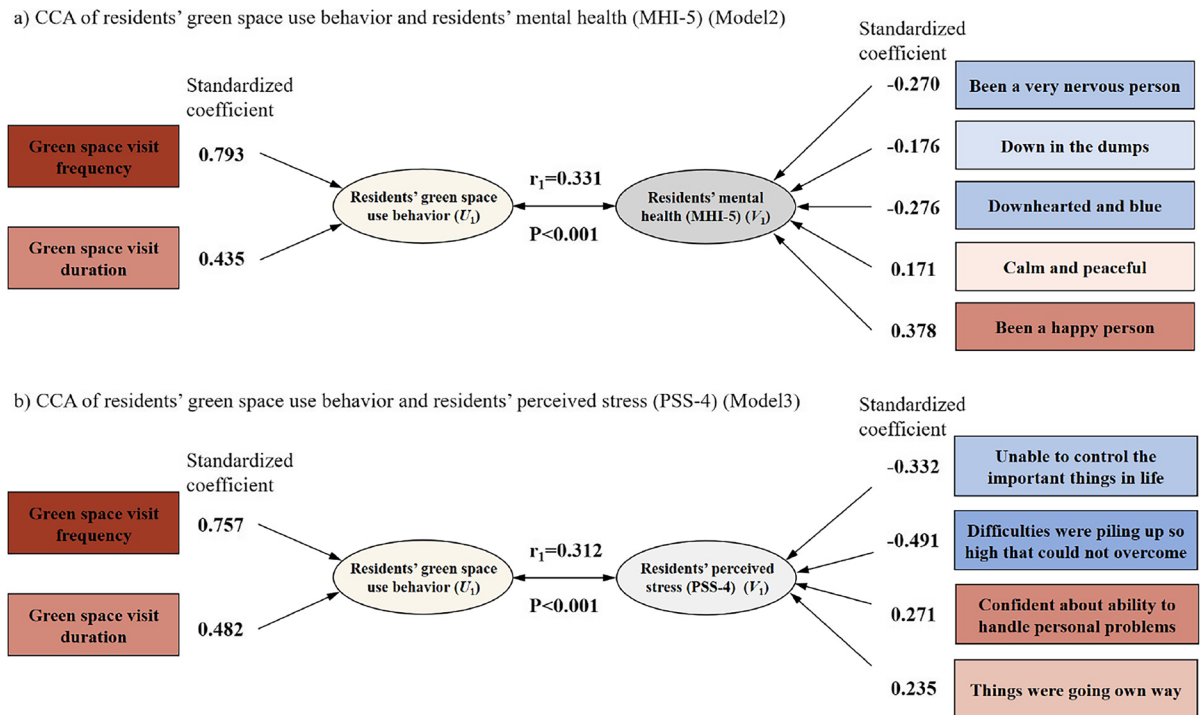 a) CCA of residents’ green space use behavior and residents’ mental health (MHI-5) (Model2)
Standardized
coefficient
Green space visit
frequency
0.793
Green space visit
duration
0.435
Residents’ green space
use behavior (U₁)
r₁=0.331
P<0.001
Residents’ mental
health (MHI-5) (V₁)
Standardized
coefficient
-0.270
Been a very nervous person
-0.176
Down in the dumps
-0.276
Downhearted and blue
0.171
Calm and peaceful
0.378
Been a happy person
b) CCA of residents’ green space use behavior and residents’ perceived stress (PSS-4) (Model3)
Standardized
coefficient
Green space visit
frequency
0.757
Green space visit
duration
0.482
Residents’ green space
use behavior (U₁)
r₁=0.312
P<0.001
Residents’ perceived
stress (PSS-4) (V₁)
Standardized
coefficient
-0.332
Unable to control the
important things in life
-0.491
Difficulties were piling up so
high that could not overcome
0.271
Confident about ability to
handle personal problems
0.235
Things were going own way